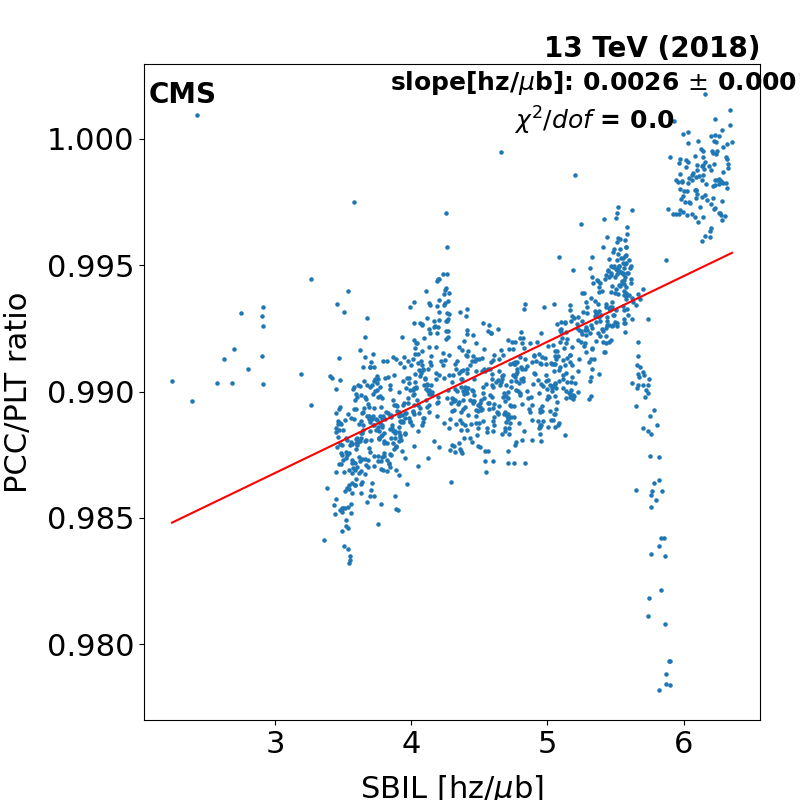 13 TeV (2018)
CMS
slope[hz/μb]: 0.0026 ± 0.000
χ²/dof = 0.0
1.000
0.995
0.990
0.985
0.980
PCC/PLT ratio
3 4 5 6
SBIL [hz/μb]